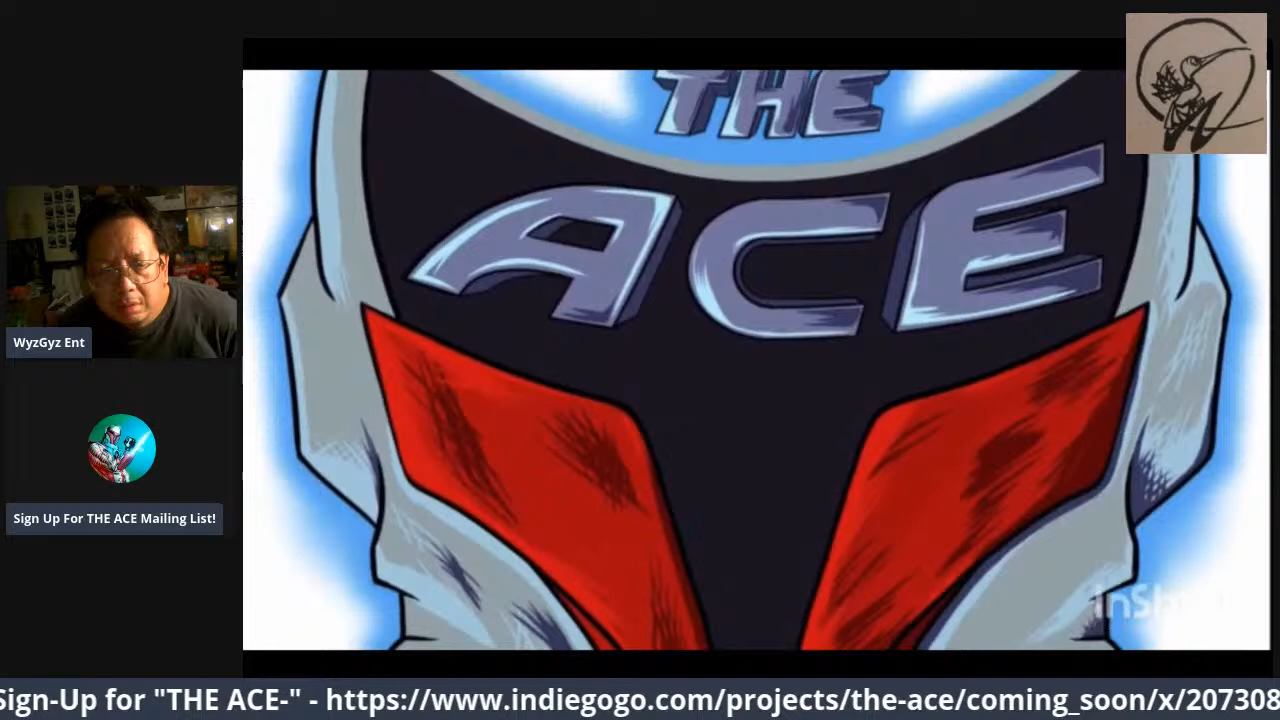 THE
ACE
WyzGyz Ent
Sign Up For THE ACE Mailing List!
Sign-Up for "THE ACE-" - https://www.indiegogo.com/projects/the-ace/coming_soon/x/207308